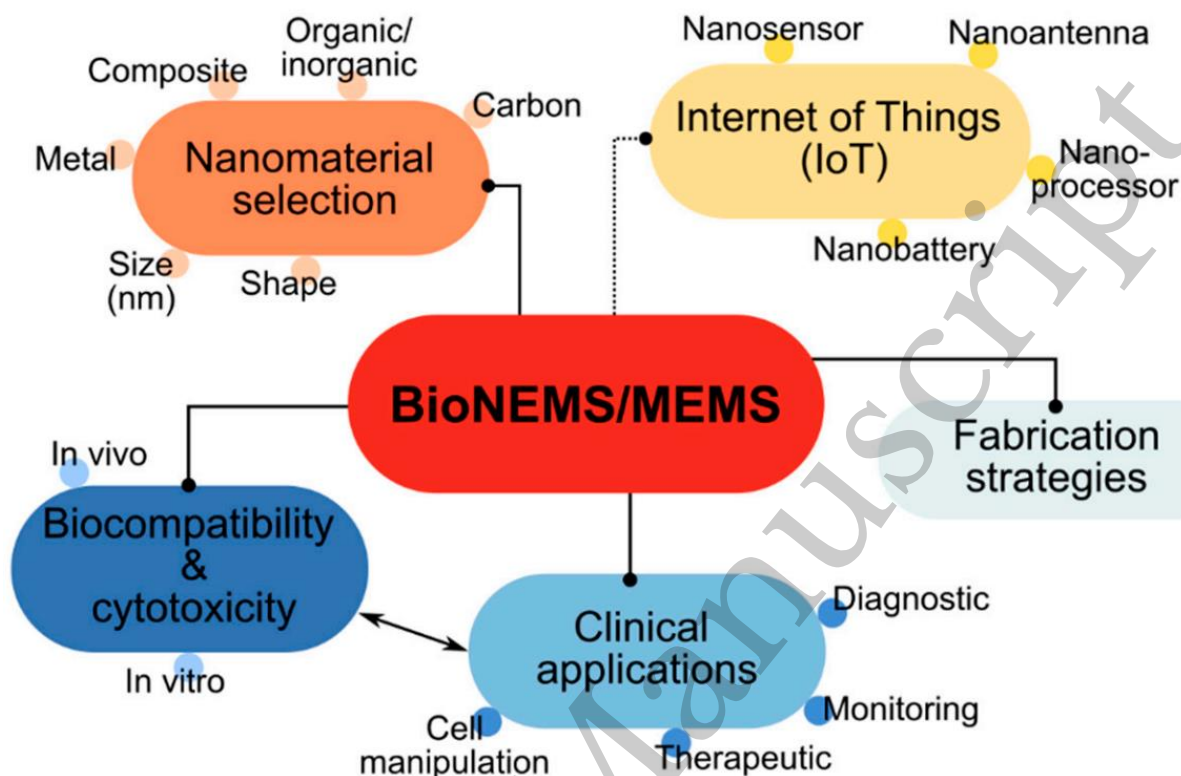 Organic/
inorganic
Composite
Carbon
Metal
Nanomaterial
selection
Size
(nm)
Shape
Nanosensor
Nanoantenna
Internet of Things
(IoT)
Nano-
processor
Nanobattery
BioNEMS/MEMS
Fabrication
strategies
In vivo
Biocompatibility
&
cytotoxicity
In vitro
Clinical
applications
Diagnostic
Monitoring
Therapeutic
Cell
manipulation
Manuscript